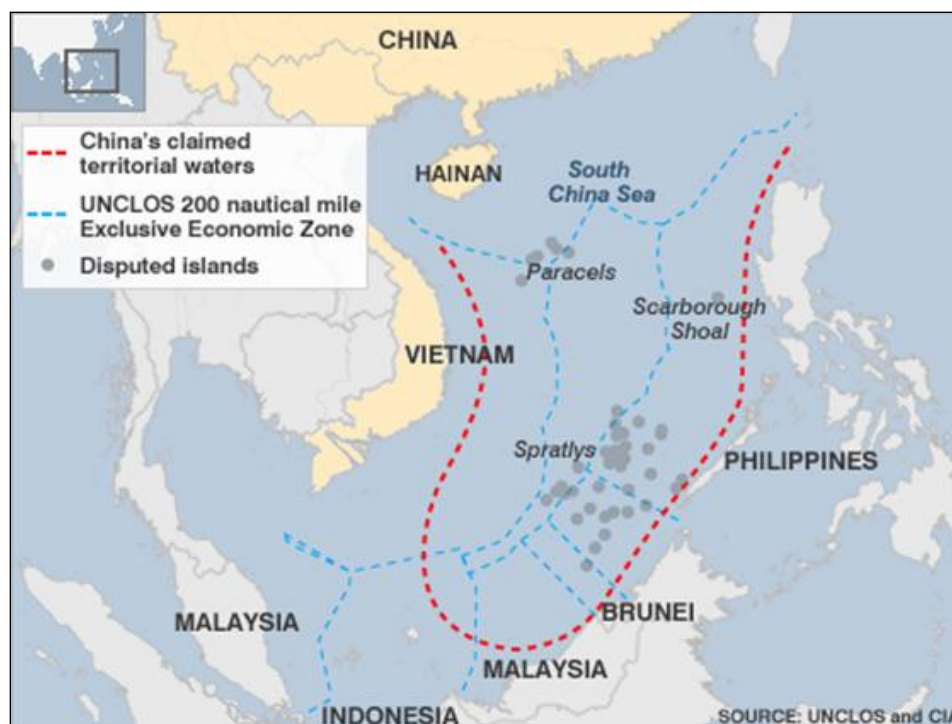 CHINA
China's claimed
territorial waters
UNCLOS 200 nautical mile
Exclusive Economic Zone
Disputed islands
HAINAN
South
China Sea
Paracels
Scarborough
Shoal
VIETNAM
Spratlys
PHILIPPINES
MALAYSIA
BRUNEI
MALAYSIA
INDONESIA
SOURCE: UNCLOS and CI